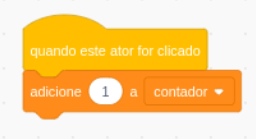 quando este ator for clicado
adicione 1 a contador